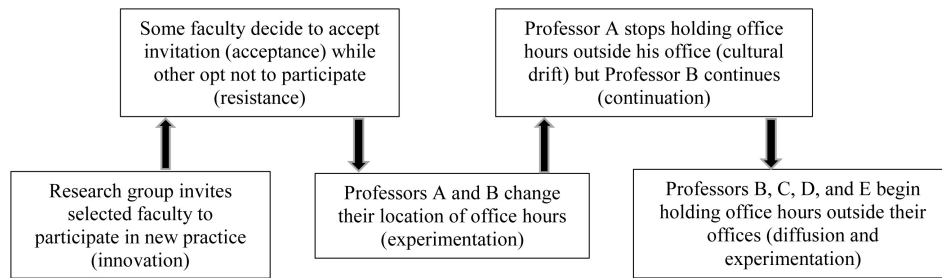 Some faculty decide to accept
invitation (acceptance) while
other opt not to participate
(resistance)
Professor A stops holding office
hours outside his office (cultural
drift) but Professor B continues
(continuation)
Research group invites
selected faculty to
participate in new practice
(innovation)
Professors A and B change
their location of office hours
(experimentation)
Professors B, C, D, and E begin
holding office hours outside their
offices (diffusion and
experimentation)